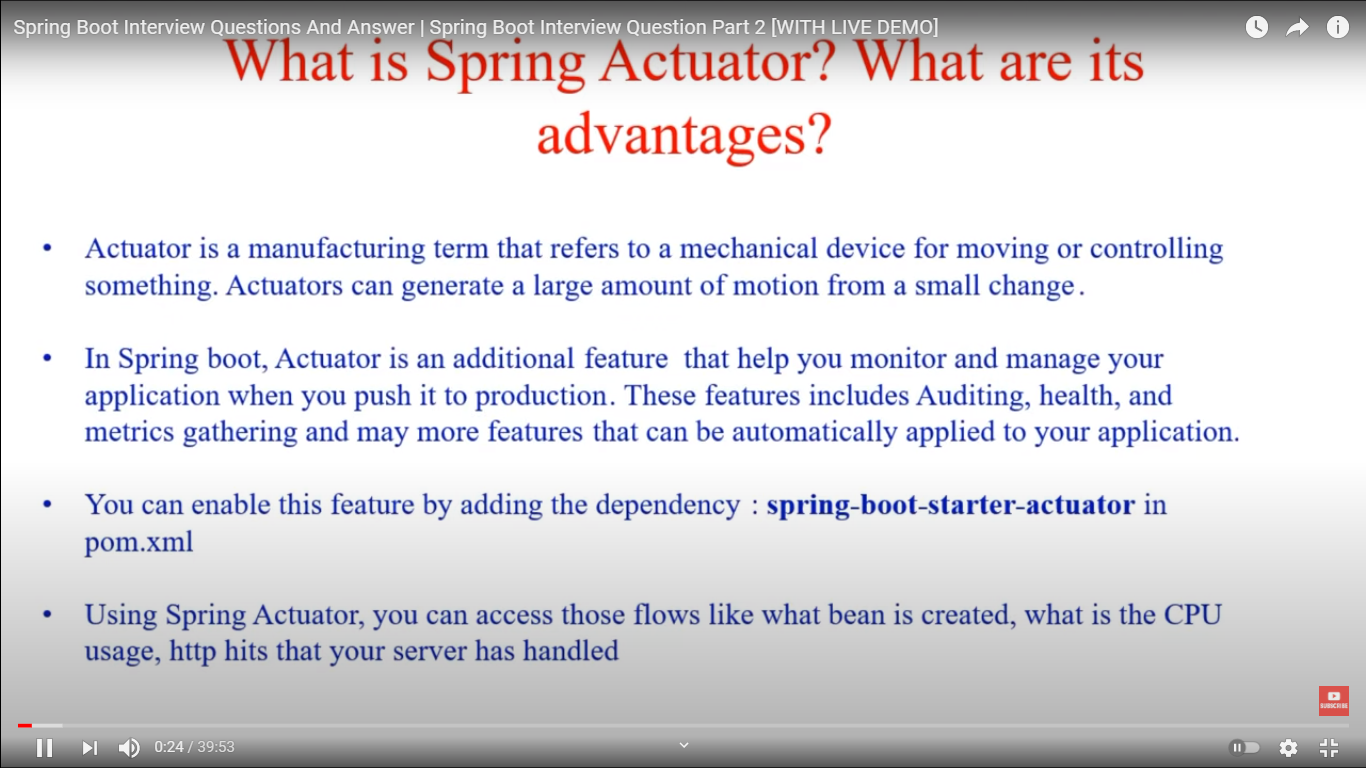 Spring Boot Interview Questions And Answer | Spring Boot Interview Question Part 2 [WITH LIVE DEMO]
What is Spring Actuator? What are its
advantages?
• Actuator is a manufacturing term that refers to a mechanical device for moving or controlling
something. Actuators can generate a large amount of motion from a small change.
• In Spring boot, Actuator is an additional feature that help you monitor and manage your
application when you push it to production. These features includes Auditing, health, and
metrics gathering and may more features that can be automatically applied to your application.
• You can enable this feature by adding the dependency : spring-boot-starter-actuator in
pom.xml
• Using Spring Actuator, you can access those flows like what bean is created, what is the CPU
usage, http hits that your server has handled
SUBSCRIBE
0:24 / 39:53